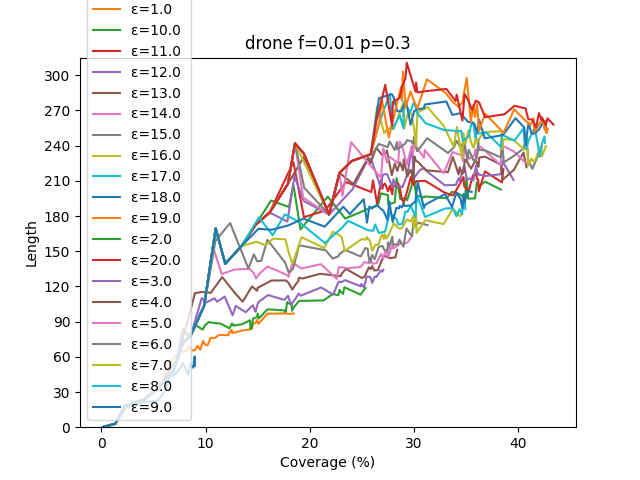 drone f=0.01 p=0.3
ε=1.0
ε=10.0
ε=11.0
ε=12.0
ε=13.0
ε=14.0
ε=15.0
ε=16.0
ε=17.0
ε=18.0
ε=19.0
ε=2.0
ε=20.0
ε=3.0
ε=4.0
ε=5.0
ε=6.0
ε=7.0
ε=8.0
ε=9.0
Length
300
270
240
210
180
150
120
90
60
30
0
0 10 20 30 40
Coverage (%)